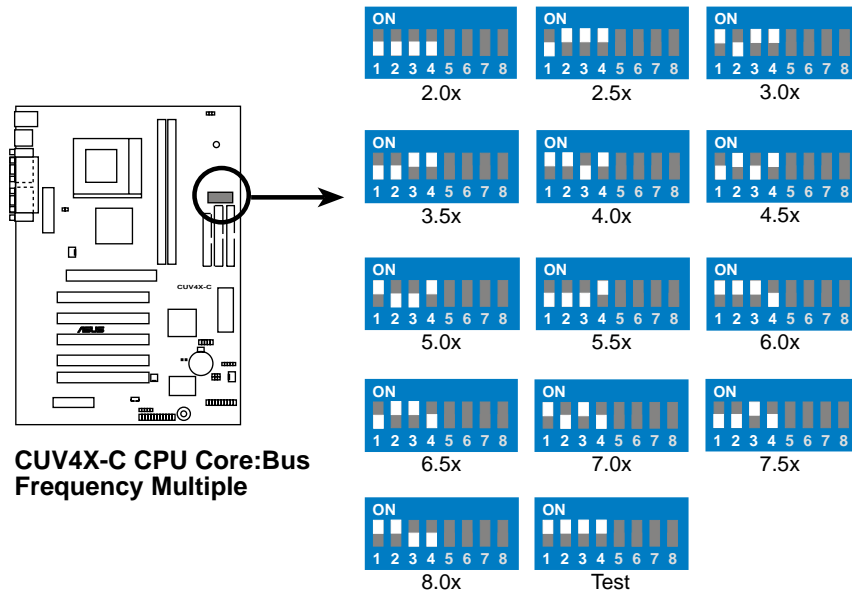 ON ON ON
1 2 3 4 5 6 7 8 1 2 3 4 5 6 7 8 1 2 3 4 5 6 7 8
2.0x 2.5x 3.0x
ON ON ON
1 2 3 4 5 6 7 8 1 2 3 4 5 6 7 8 1 2 3 4 5 6 7 8
3.5x 4.0x 4.5x
ON ON ON
1 2 3 4 5 6 7 8 1 2 3 4 5 6 7 8 1 2 3 4 5 6 7 8
5.0x 5.5x 6.0x
ON ON ON
1 2 3 4 5 6 7 8 1 2 3 4 5 6 7 8 1 2 3 4 5 6 7 8
6.5x 7.0x 7.5x
ON ON
1 2 3 4 5 6 7 8 1 2 3 4 5 6 7 8
8.0x Test
CUV4X-C
ASUS
CUV4X-C CPU Core:Bus
Frequency Multiple